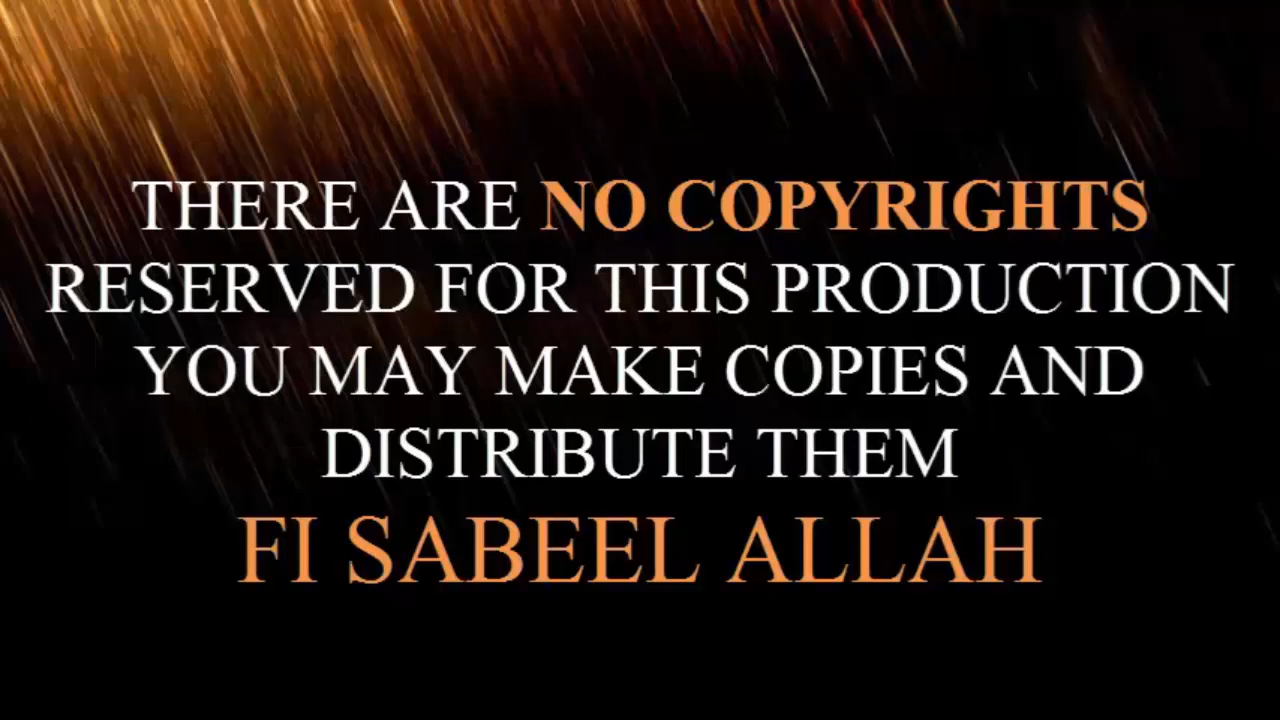 THERE ARE NO COPYRIGHTS
RESERVED FOR THIS PRODUCTION
YOU MAY MAKE COPIES AND
DISTRIBUTE THEM
FI SABEEL ALLAH